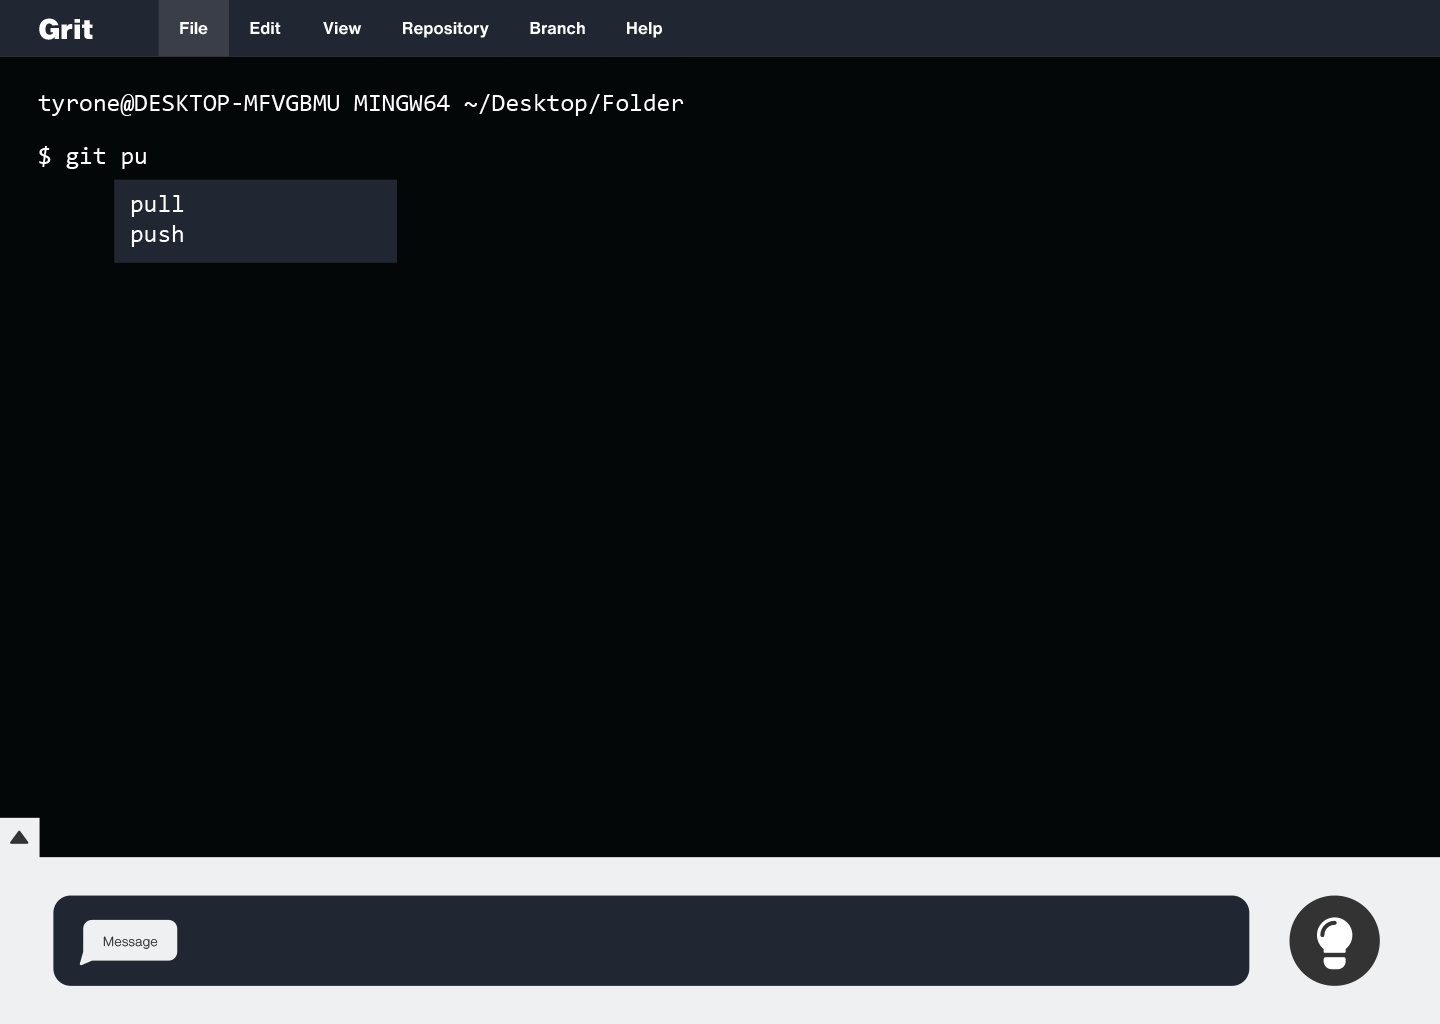 Grit File Edit View Repository Branch Help
tyrone@DESKTOP-MFVGBMU MINGW64 ~/Desktop/Folder
$ git pu
pull
push
Message